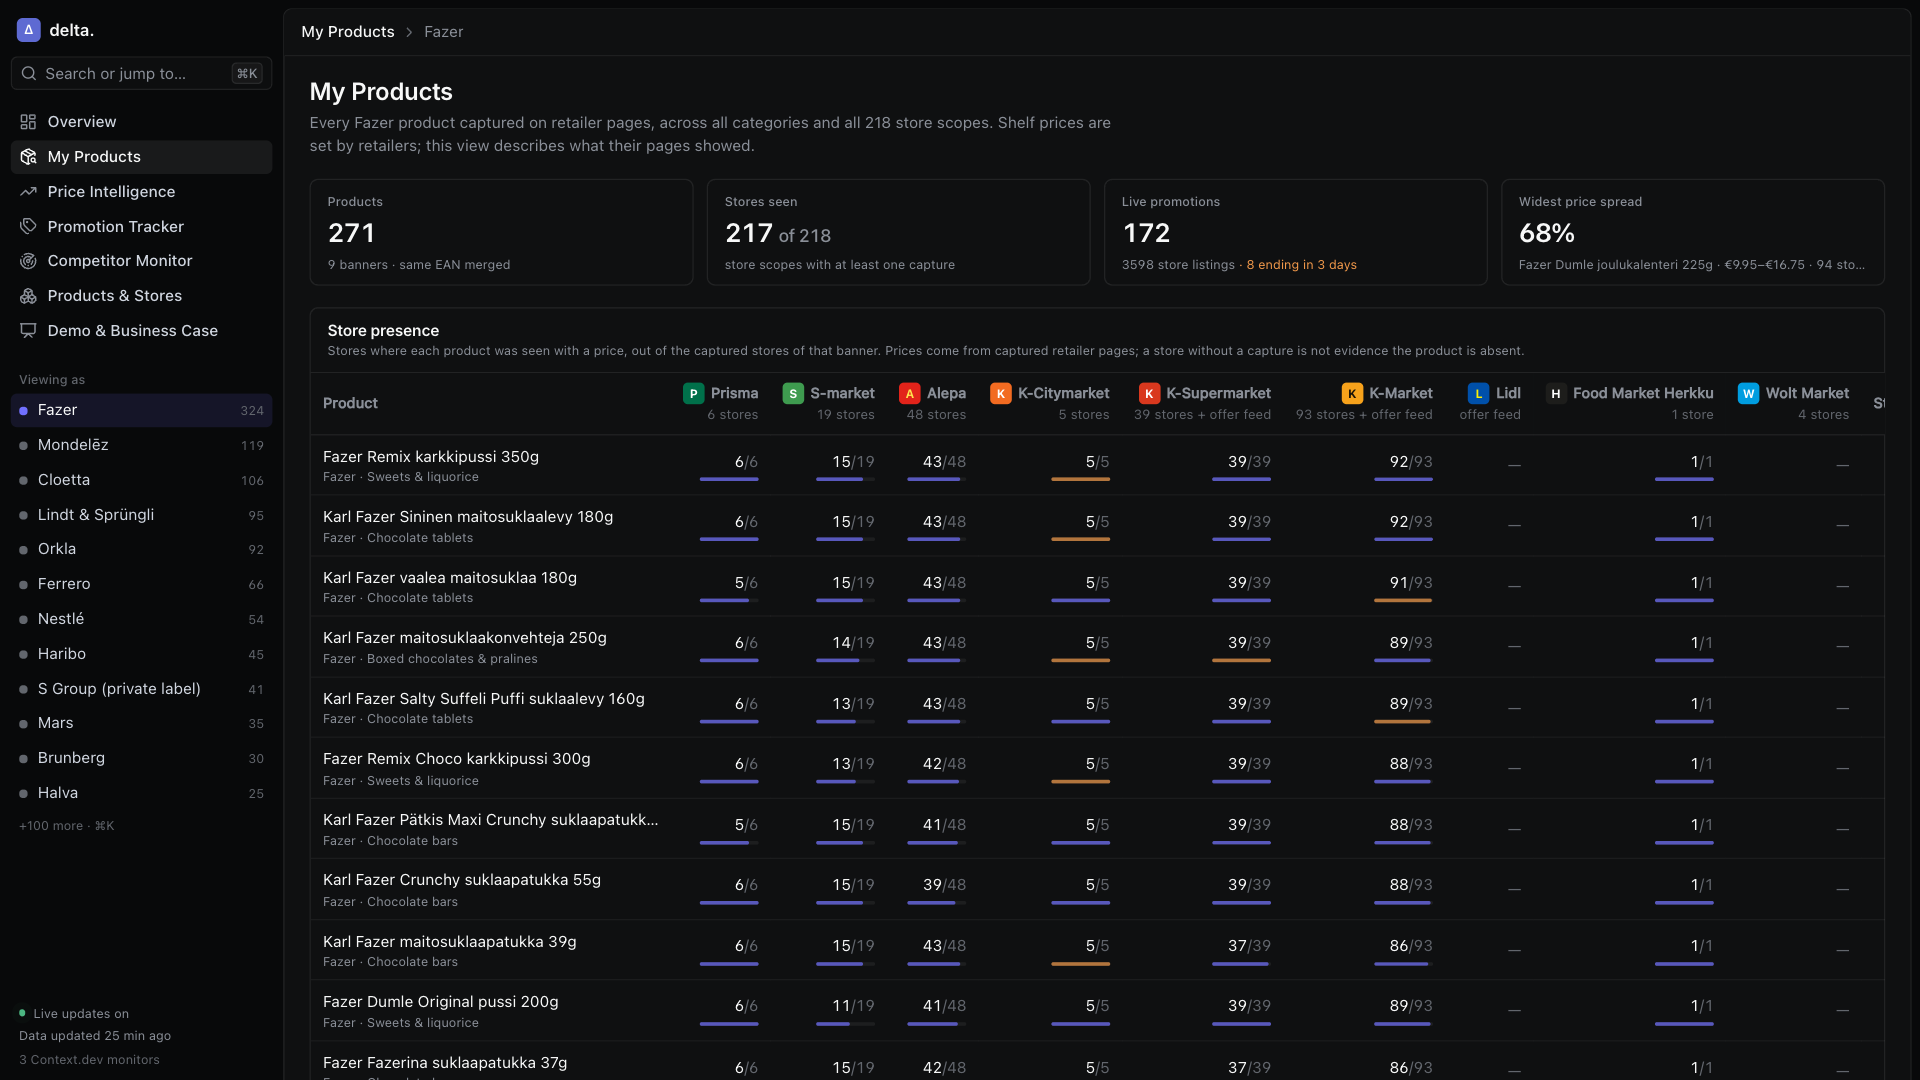 Δ delta.
Search or jump to... ⌘K
Overview
My Products
Price Intelligence
Promotion Tracker
Competitor Monitor
Products & Stores
Demo & Business Case
Viewing as
Fazer 324
Mondelēz 119
Cloetta 106
Lindt & Sprüngli 95
Orkla 92
Ferrero 66
Nestlé 54
Haribo 45
S Group (private label) 41
Mars 35
Brunberg 30
Halva 25
+100 more · ⌘K
Live updates on
Data updated 25 min ago
3 Context.dev monitors
My Products > Fazer
My Products
Every Fazer product captured on retailer pages, across all categories and all 218 store scopes. Shelf prices are
set by retailers; this view describes what their pages showed.
Products
271
9 banners · same EAN merged
Stores seen
217 of 218
store scopes with at least one capture
Live promotions
172
3598 store listings · 8 ending in 3 days
Widest price spread
68%
Fazer Dumle joulukalenteri 225g · €9.95–€16.75 · 94 sto...
Store presence
Stores where each product was seen with a price, out of the captured stores of that banner. Prices come from captured retailer pages; a store without a capture is not evidence the product is absent.
Product P Prisma S S-market A Alepa K K-Citymarket K K-Supermarket K K-Market L Lidl H Food Market Herkku W Wolt Market
6 stores 19 stores 48 stores 5 stores 39 stores + offer feed 93 stores + offer feed offer feed 1 store 4 stores
Fazer Remix karkkipussi 350g 6/6 15/19 43/48 5/5 39/39 92/93 — 1/1 —
Fazer · Sweets & liquorice
Karl Fazer Sininen maitosuklaalevy 180g 6/6 15/19 43/48 5/5 39/39 92/93 — 1/1 —
Fazer · Chocolate tablets
Karl Fazer vaalea maitosuklaa 180g 5/6 15/19 43/48 5/5 39/39 91/93 — 1/1 —
Fazer · Chocolate tablets
Karl Fazer maitosuklaakonvehteja 250g 6/6 14/19 43/48 5/5 39/39 89/93 — 1/1 —
Fazer · Boxed chocolates & pralines
Karl Fazer Salty Suffeli Puffi suklaalevy 160g 6/6 13/19 43/48 5/5 39/39 89/93 — 1/1 —
Fazer · Chocolate tablets
Fazer Remix Choco karkkipussi 300g 6/6 13/19 42/48 5/5 39/39 88/93 — 1/1 —
Fazer · Sweets & liquorice
Karl Fazer Pätkis Maxi Crunchy suklaapatukk... 5/6 15/19 41/48 5/5 39/39 88/93 — 1/1 —
Fazer · Chocolate bars
Karl Fazer Crunchy suklaapatukka 55g 6/6 15/19 39/48 5/5 39/39 88/93 — 1/1 —
Fazer · Chocolate bars
Karl Fazer maitosuklaapatukka 39g 6/6 15/19 43/48 5/5 37/39 86/93 — 1/1 —
Fazer · Chocolate bars
Fazer Dumle Original pussi 200g 6/6 11/19 41/48 5/5 39/39 89/93 — 1/1 —
Fazer · Sweets & liquorice
Fazer Fazerina suklaapatukka 37g 6/6 15/19 42/48 5/5 37/39 86/93 — 1/1 —